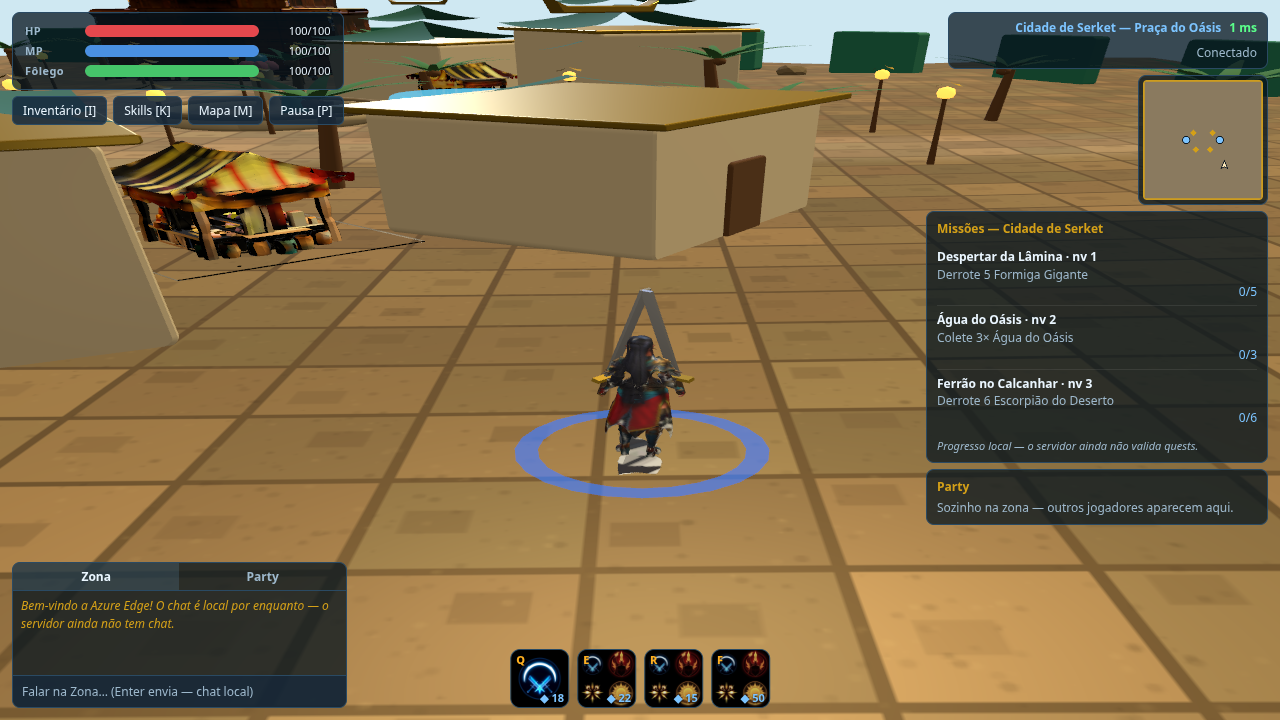 HP 100/100
MP 100/100
Fôlego 100/100
Inventário [I] Skills [K] Mapa [M] Pausa [P]
Cidade de Serket — Praça do Oásis 1 ms
Conectado
Missões — Cidade de Serket
Despertar da Lâmina · nv 1
Derrote 5 Formiga Gigante
0/5
Água do Oásis · nv 2
Colete 3× Água do Oásis
0/3
Ferrão no Calcanhar · nv 3
Derrote 6 Escorpião do Deserto
0/6
Progresso local — o servidor ainda não valida quests.
Party
Sozinho na zona — outros jogadores aparecem aqui.
Zona Party
Bem-vindo a Azure Edge! O chat é local por enquanto — o
servidor ainda não tem chat.
Falar na Zona... (Enter envia — chat local)
Q E R F
18 22 15 50